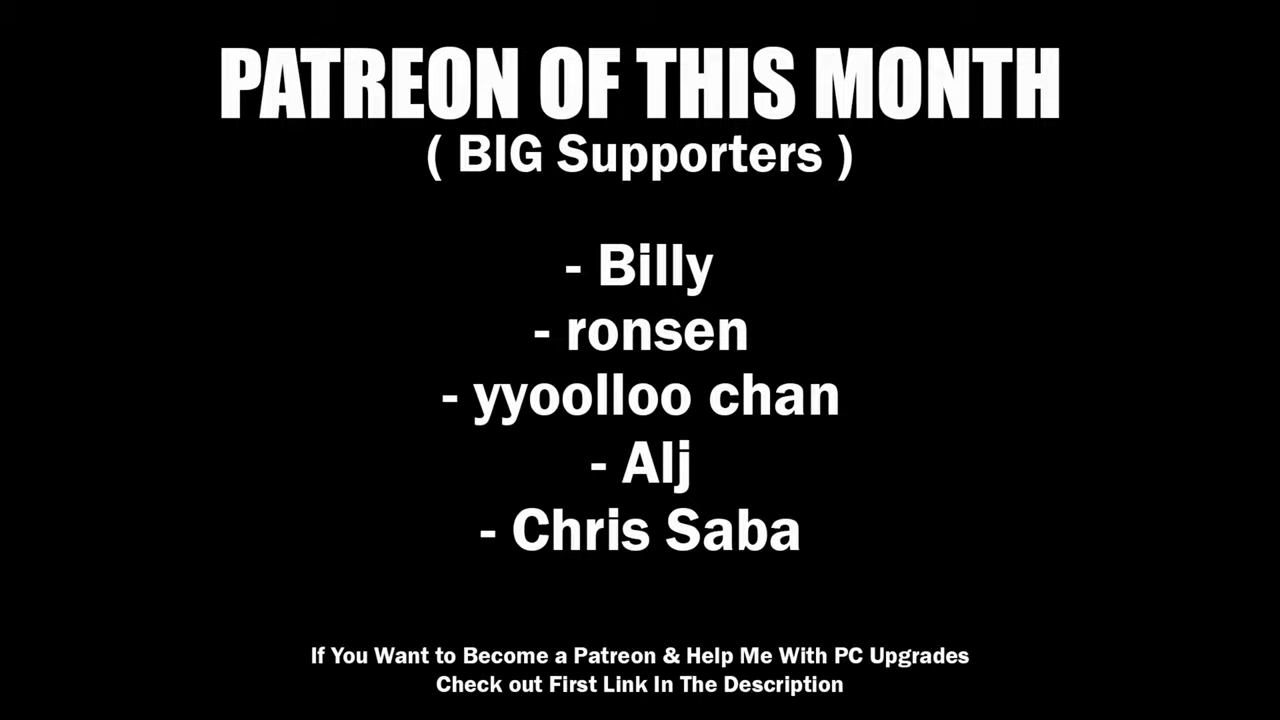 PATREON OF THIS MONTH
( BIG Supporters )
- Billy
- ronsen
- yyoolloo chan
- Alj
- Chris Saba
If You Want to Become a Patreon & Help Me With PC Upgrades
Check out First Link In The Description